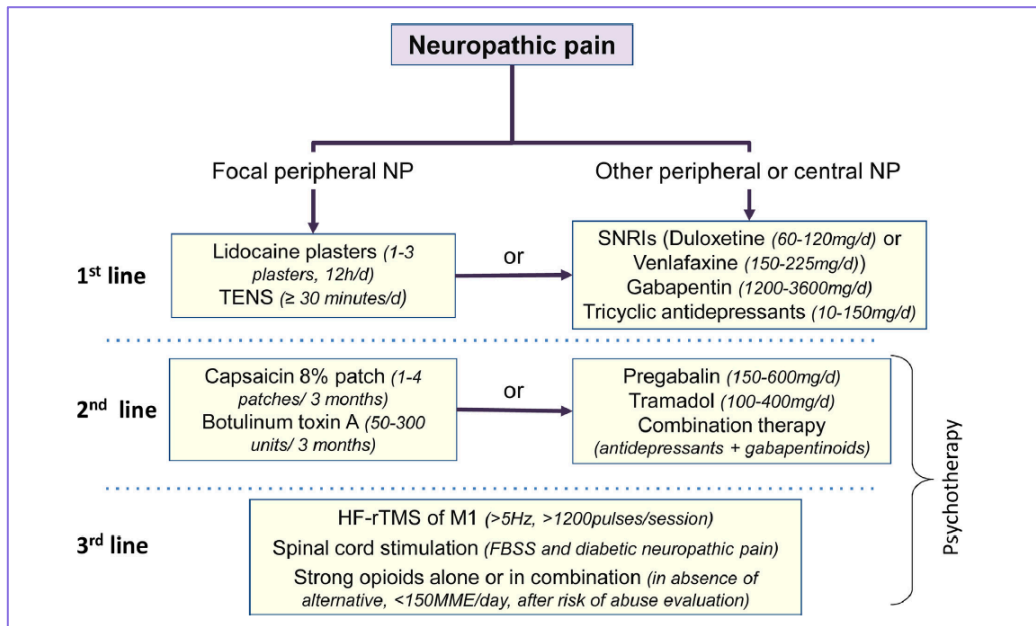 Neuropathic pain
Focal peripheral NP
Other peripheral or central NP
1st line
Lidocaine plasters (1-3
plasters, 12h/d)
TENS (≥ 30 minutes/d)
or
SNRIs (Duloxetine (60-120mg/d) or
Venlafaxine (150-225mg/d))
Gabapentin (1200-3600mg/d)
Tricyclic antidepressants (10-150mg/d)
2nd line
Capsaicin 8% patch (1-4
patches/ 3 months)
Botulinum toxin A (50-300
units/ 3 months)
or
Pregabalin (150-600mg/d)
Tramadol (100-400mg/d)
Combination therapy
(antidepressants + gabapentinoids)
3rd line
HF-rTMS of M1 (>5Hz, >1200pulses/session)
Spinal cord stimulation (FBSS and diabetic neuropathic pain)
Strong opioids alone or in combination (in absence of
alternative, <150MME/day, after risk of abuse evaluation)
Psychotherapy